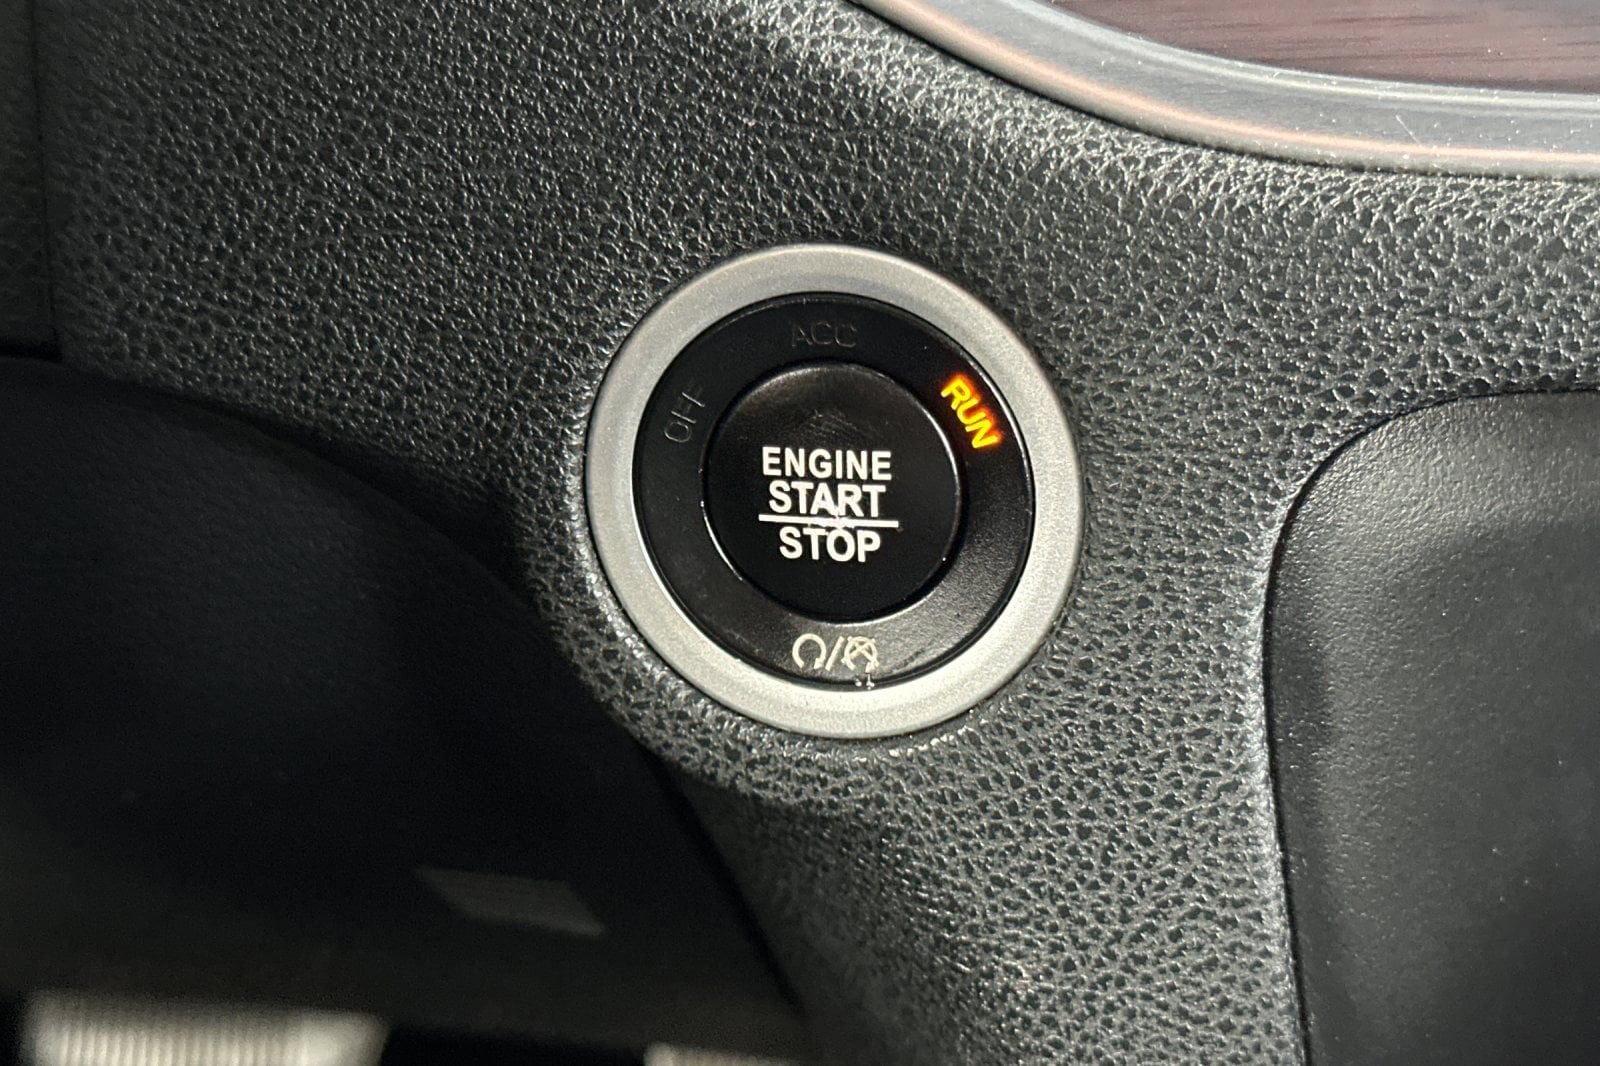 ACC
OFF
RUN
ENGINE
START
STOP